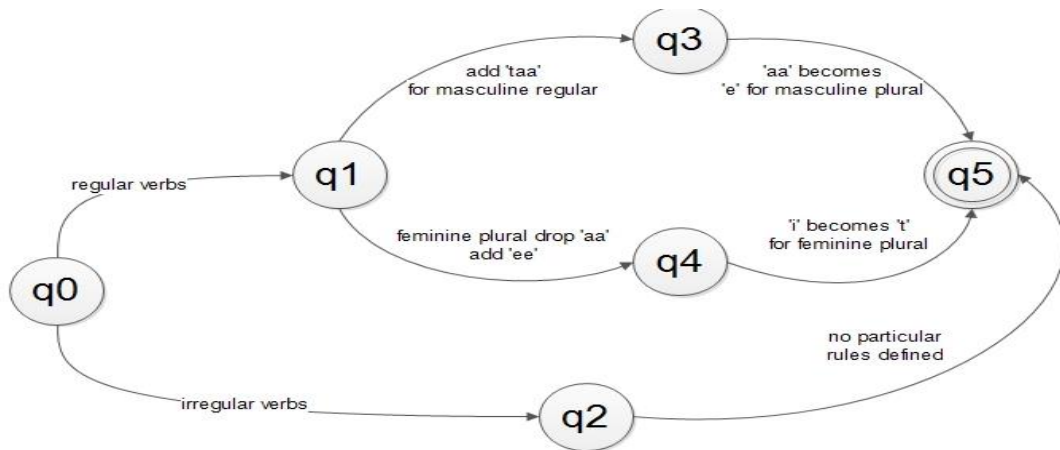 q3
add 'taa'
for masculine regular
'aa' becomes
'e' for masculine plural
q1
q5
regular verbs
feminine plural drop 'aa'
add 'ee'
'i' becomes 't'
for feminine plural
q4
q0
no particular
rules defined
irregular verbs
q2